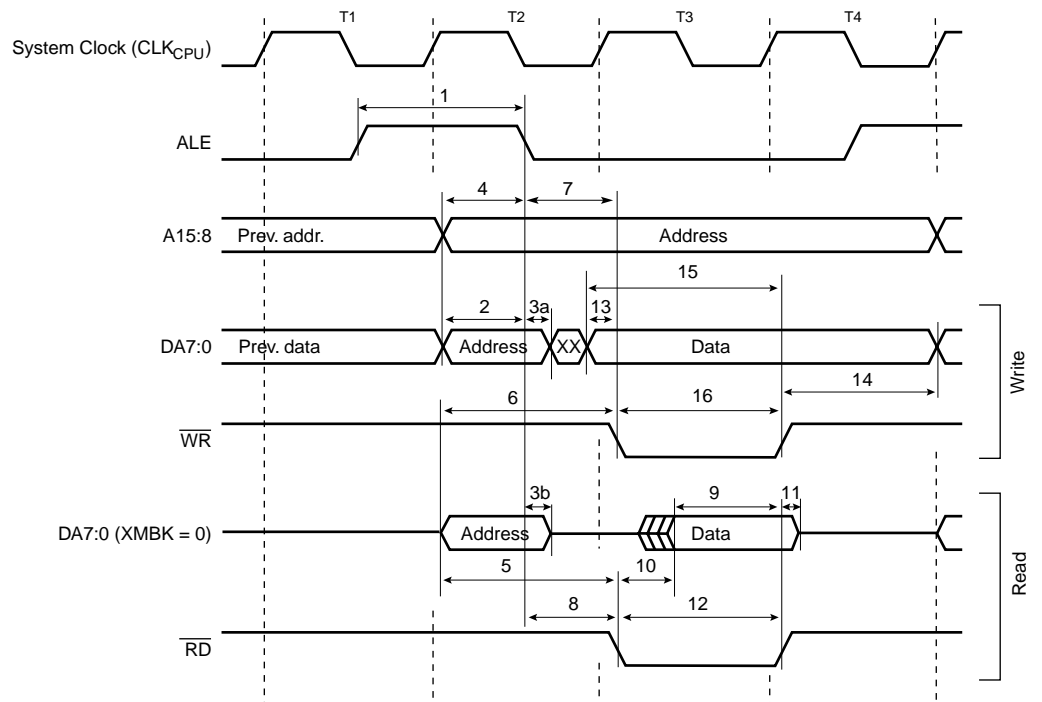 T1 T2 T3 T4
System Clock (CLKCPU)
1
ALE
4 7
A15:8 Prev. addr. Address
15
2 3a 13
DA7:0 Prev. data Address XX Data
14
Write
6 16
WR
3b 9 11
DA7:0 (XMBK = 0) Address Data
5 10
Read
8 12
RD